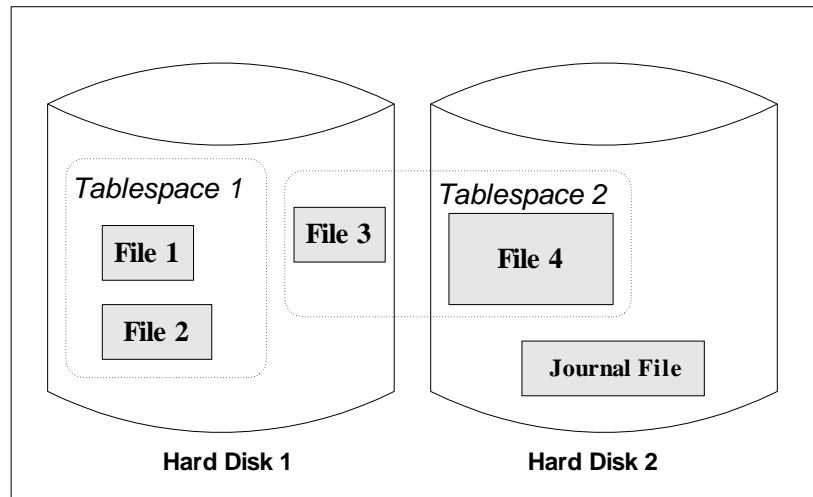 Tablespace 1
Tablespace 2
File 1
File 3
File 4
File 2
Journal File
Hard Disk 1
Hard Disk 2